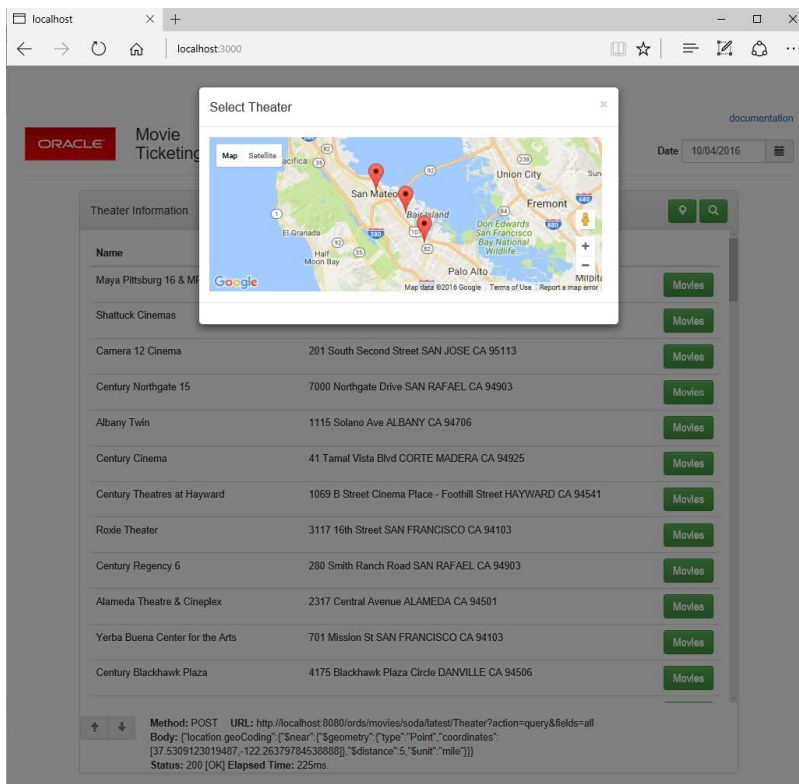 localhost
localhost:3000
Select Theater
documentation
ORACLE
Movie
Ticketing
Date 10/04/2016
Map Satellite
Pacifica
San Mateo
Union City
Fremont
Bair Island
El Granada
Half
Moon Bay
Don Edwards
San Francisco
Bay National
Wildlife...
Palo Alto
Milpita
Google
Map data ©2016 Google Terms of Use Report a map error
Theater Information
Name
Maya Pittsburg 16 & MP Movies
Shattuck Cinemas Movies
Camera 12 Cinema 201 South Second Street SAN JOSE CA 95113 Movies
Century Northgate 15 7000 Northgate Drive SAN RAFAEL CA 94903 Movies
Albany Twin 1115 Solano Ave ALBANY CA 94706 Movies
Century Cinema 41 Tamal Vista Blvd CORTE MADERA CA 94925 Movies
Century Theatres at Hayward 1069 B Street Cinema Place - Foothill Street HAYWARD CA 94541 Movies
Roxie Theater 3117 16th Street SAN FRANCISCO CA 94103 Movies
Century Regency 6 280 Smith Ranch Road SAN RAFAEL CA 94903 Movies
Alameda Theatre & Cineplex 2317 Central Avenue ALAMEDA CA 94501 Movies
Yerba Buena Center for the Arts 701 Mission St SAN FRANCISCO CA 94103 Movies
Century Blackhawk Plaza 4175 Blackhawk Plaza Circle DANVILLE CA 94506 Movies
Method: POST URL: http://localhost:8080/ords/movies/soda/latest/Theater?action=query&fields=all
Body: {"location.geoCoding":{"$near":{"$geometry":{"type":"Point","coordinates":
[37.5309123019487,-122.26379784538888]},"$distance":5,"$unit":"mile"}}}
Status: 200 [OK] Elapsed Time: 225ms.